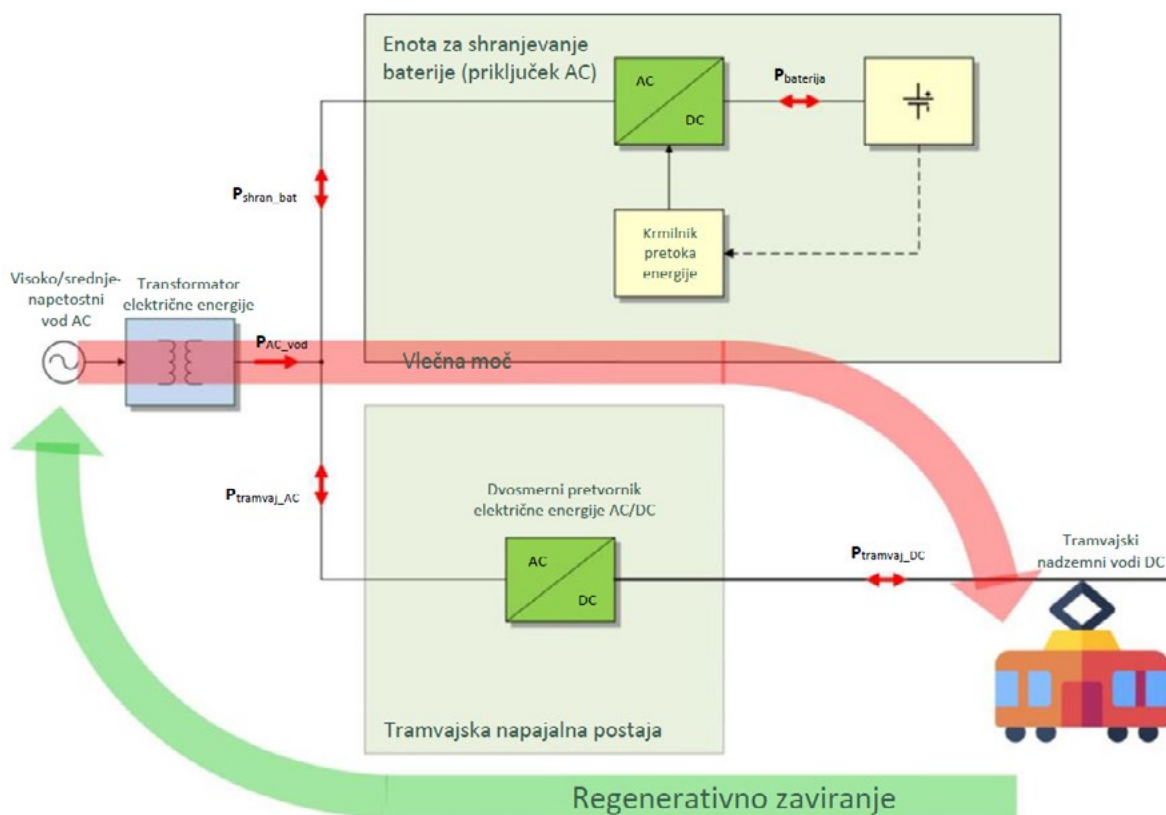 Enota za shranjevanje
baterije (priključek AC)
AC
DC
Pbaterija
Pshran_bat
Krmilnik
pretoka
energije
Visoko/srednje-
napetostni
vod AC
Transformator
električne energije
PAC_vod
Vlečna moč
Ptramvaj_AC
Dvosmerni pretvornik
električne energije AC/DC
AC
DC
Ptramvaj_DC
Tramvajski
nadzemni vodi DC
Tramvajska napajalna postaja
Regenerativno zaviranje